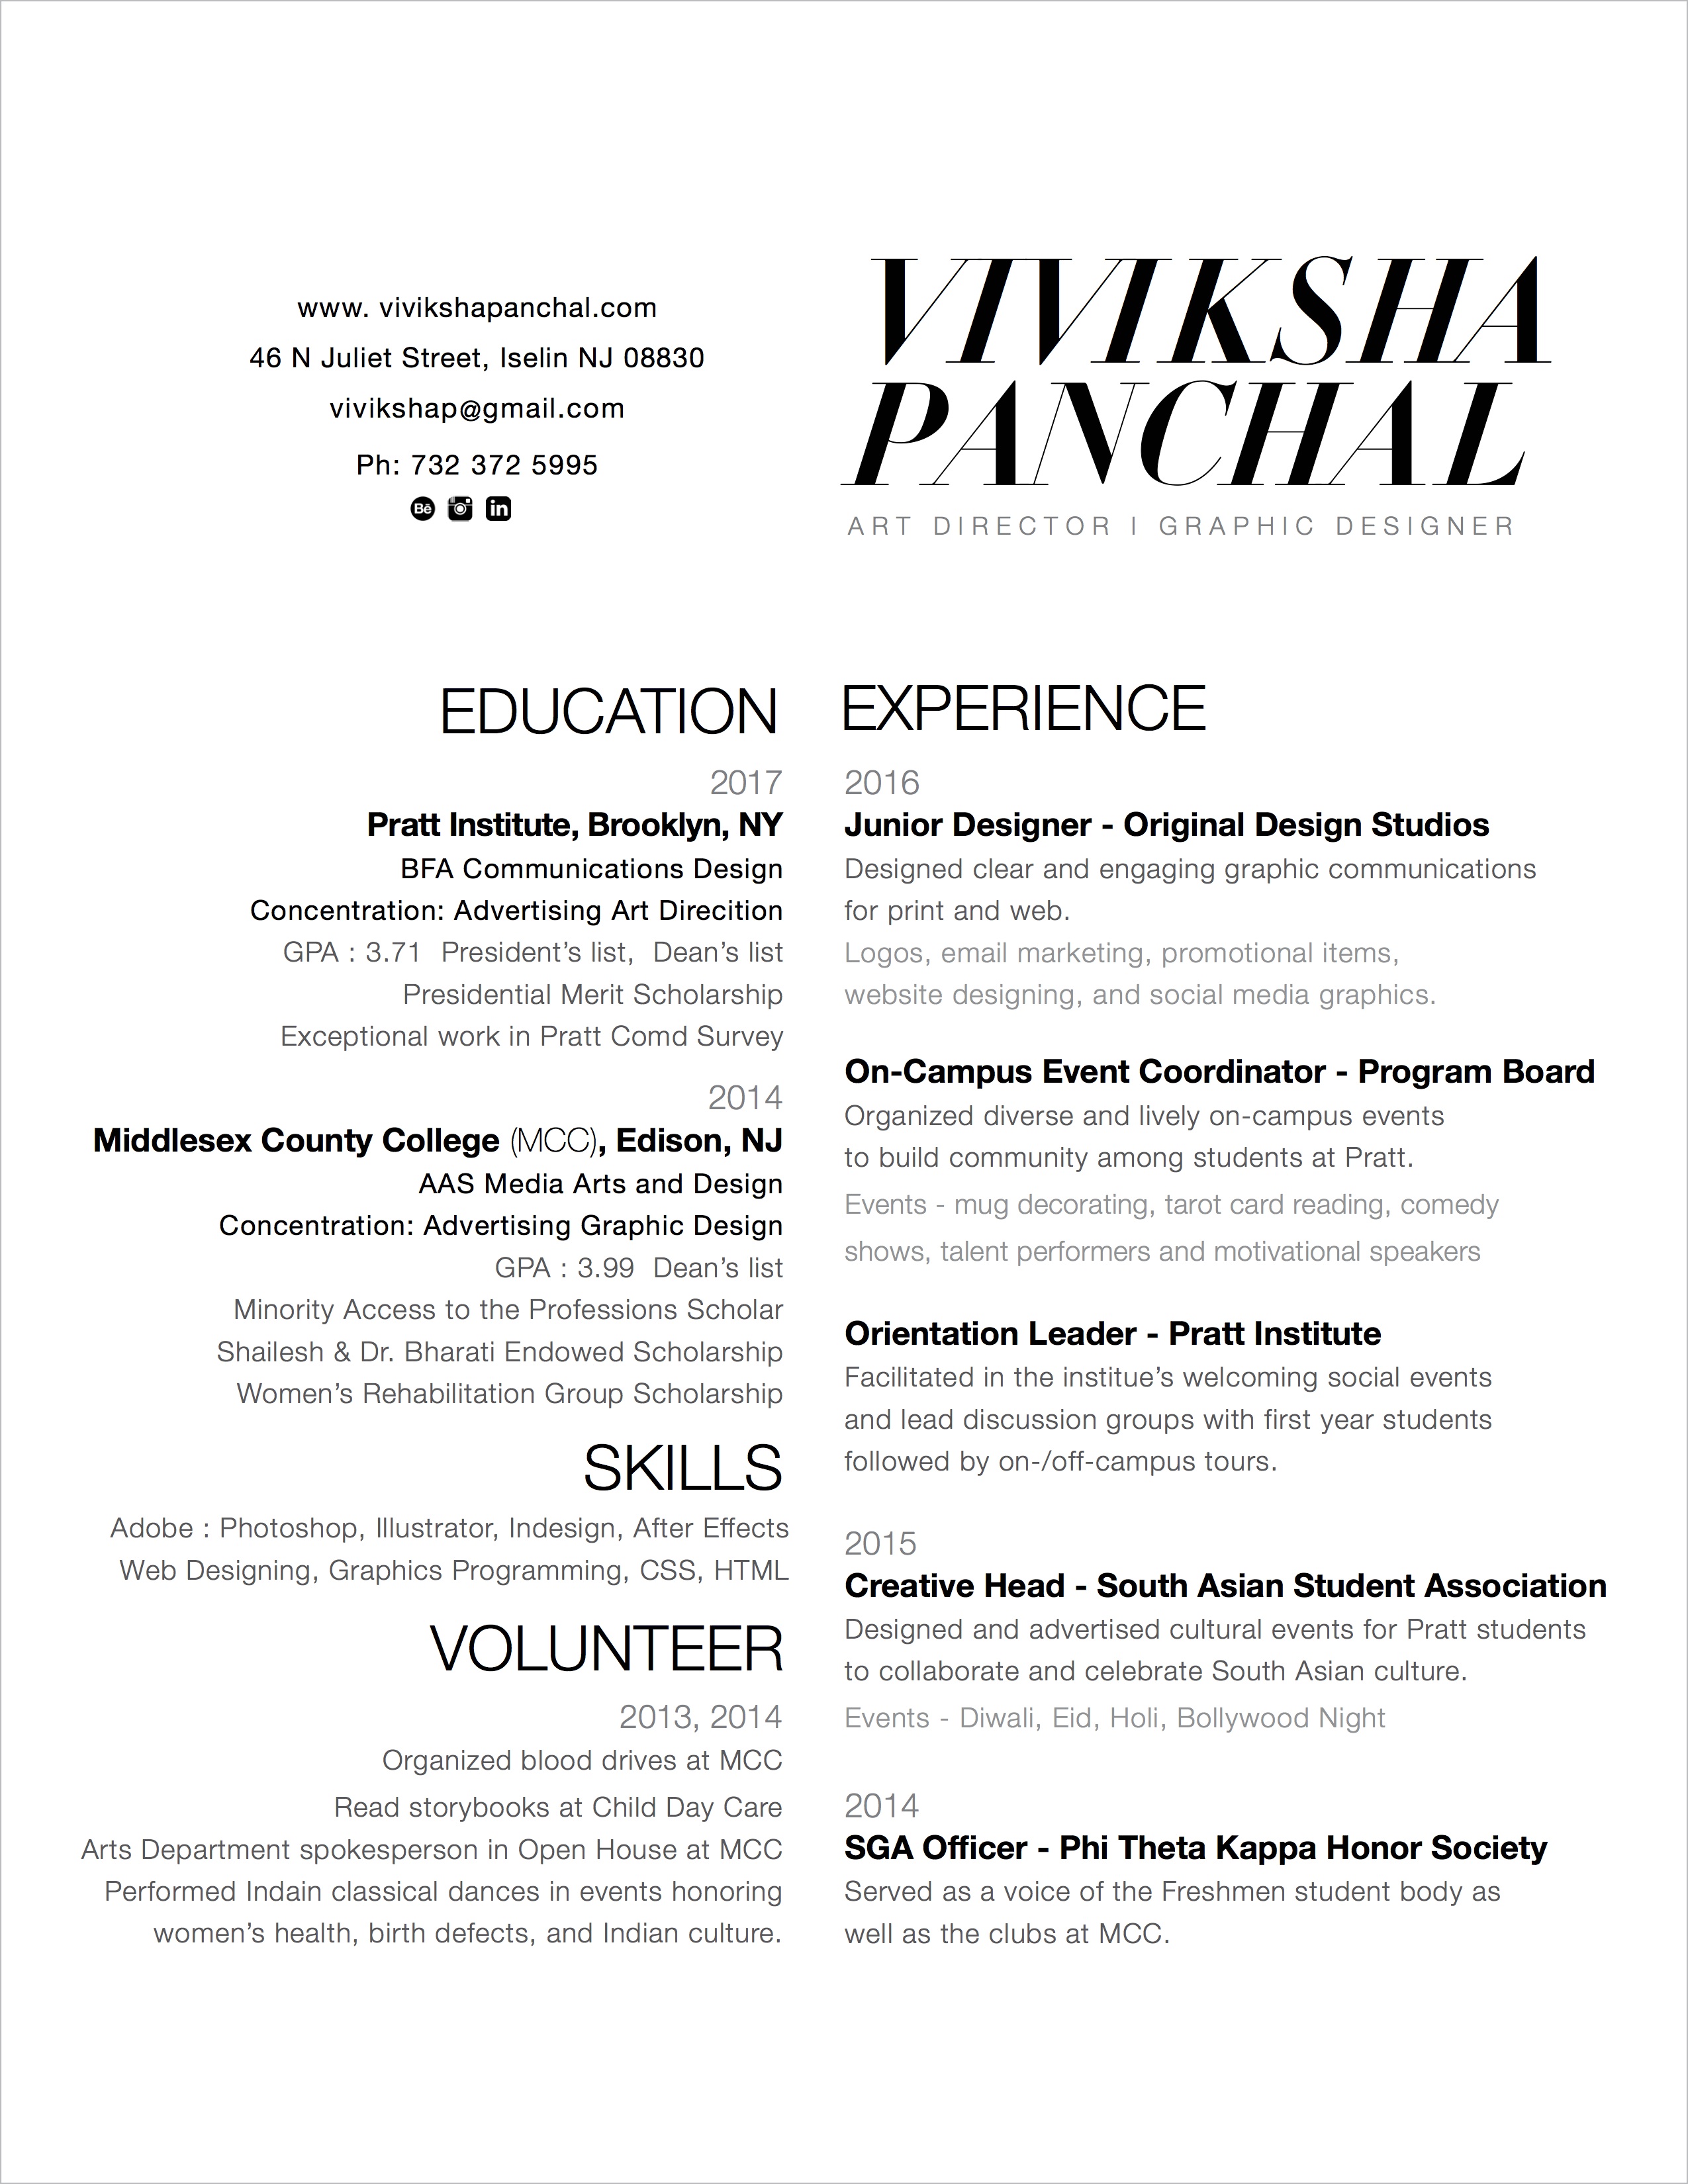 www. vivikshapanchal.com
46 N Juliet Street, Iselin NJ 08830
vivikshap@gmail.com
Ph: 732 372 5995
Bē in
VIVIKSHA
PANCHAL
ART DIRECTOR I GRAPHIC DESIGNER
EDUCATION
2017
Pratt Institute, Brooklyn, NY
BFA Communications Design
Concentration: Advertising Art Direcition
GPA : 3.71 President’s list, Dean’s list
Presidential Merit Scholarship
Exceptional work in Pratt Comd Survey
2014
Middlesex County College (MCC), Edison, NJ
AAS Media Arts and Design
Concentration: Advertising Graphic Design
GPA : 3.99 Dean’s list
Minority Access to the Professions Scholar
Shailesh & Dr. Bharati Endowed Scholarship
Women’s Rehabilitation Group Scholarship
SKILLS
Adobe : Photoshop, Illustrator, Indesign, After Effects
Web Designing, Graphics Programming, CSS, HTML
VOLUNTEER
2013, 2014
Organized blood drives at MCC
Read storybooks at Child Day Care
Arts Department spokesperson in Open House at MCC
Performed Indain classical dances in events honoring
women’s health, birth defects, and Indian culture.
EXPERIENCE
2016
Junior Designer - Original Design Studios
Designed clear and engaging graphic communications
for print and web.
Logos, email marketing, promotional items,
website designing, and social media graphics.
On-Campus Event Coordinator - Program Board
Organized diverse and lively on-campus events
to build community among students at Pratt.
Events - mug decorating, tarot card reading, comedy
shows, talent performers and motivational speakers
Orientation Leader - Pratt Institute
Facilitated in the institue’s welcoming social events
and lead discussion groups with first year students
followed by on-/off-campus tours.
2015
Creative Head - South Asian Student Association
Designed and advertised cultural events for Pratt students
to collaborate and celebrate South Asian culture.
Events - Diwali, Eid, Holi, Bollywood Night
2014
SGA Officer - Phi Theta Kappa Honor Society
Served as a voice of the Freshmen student body as
well as the clubs at MCC.